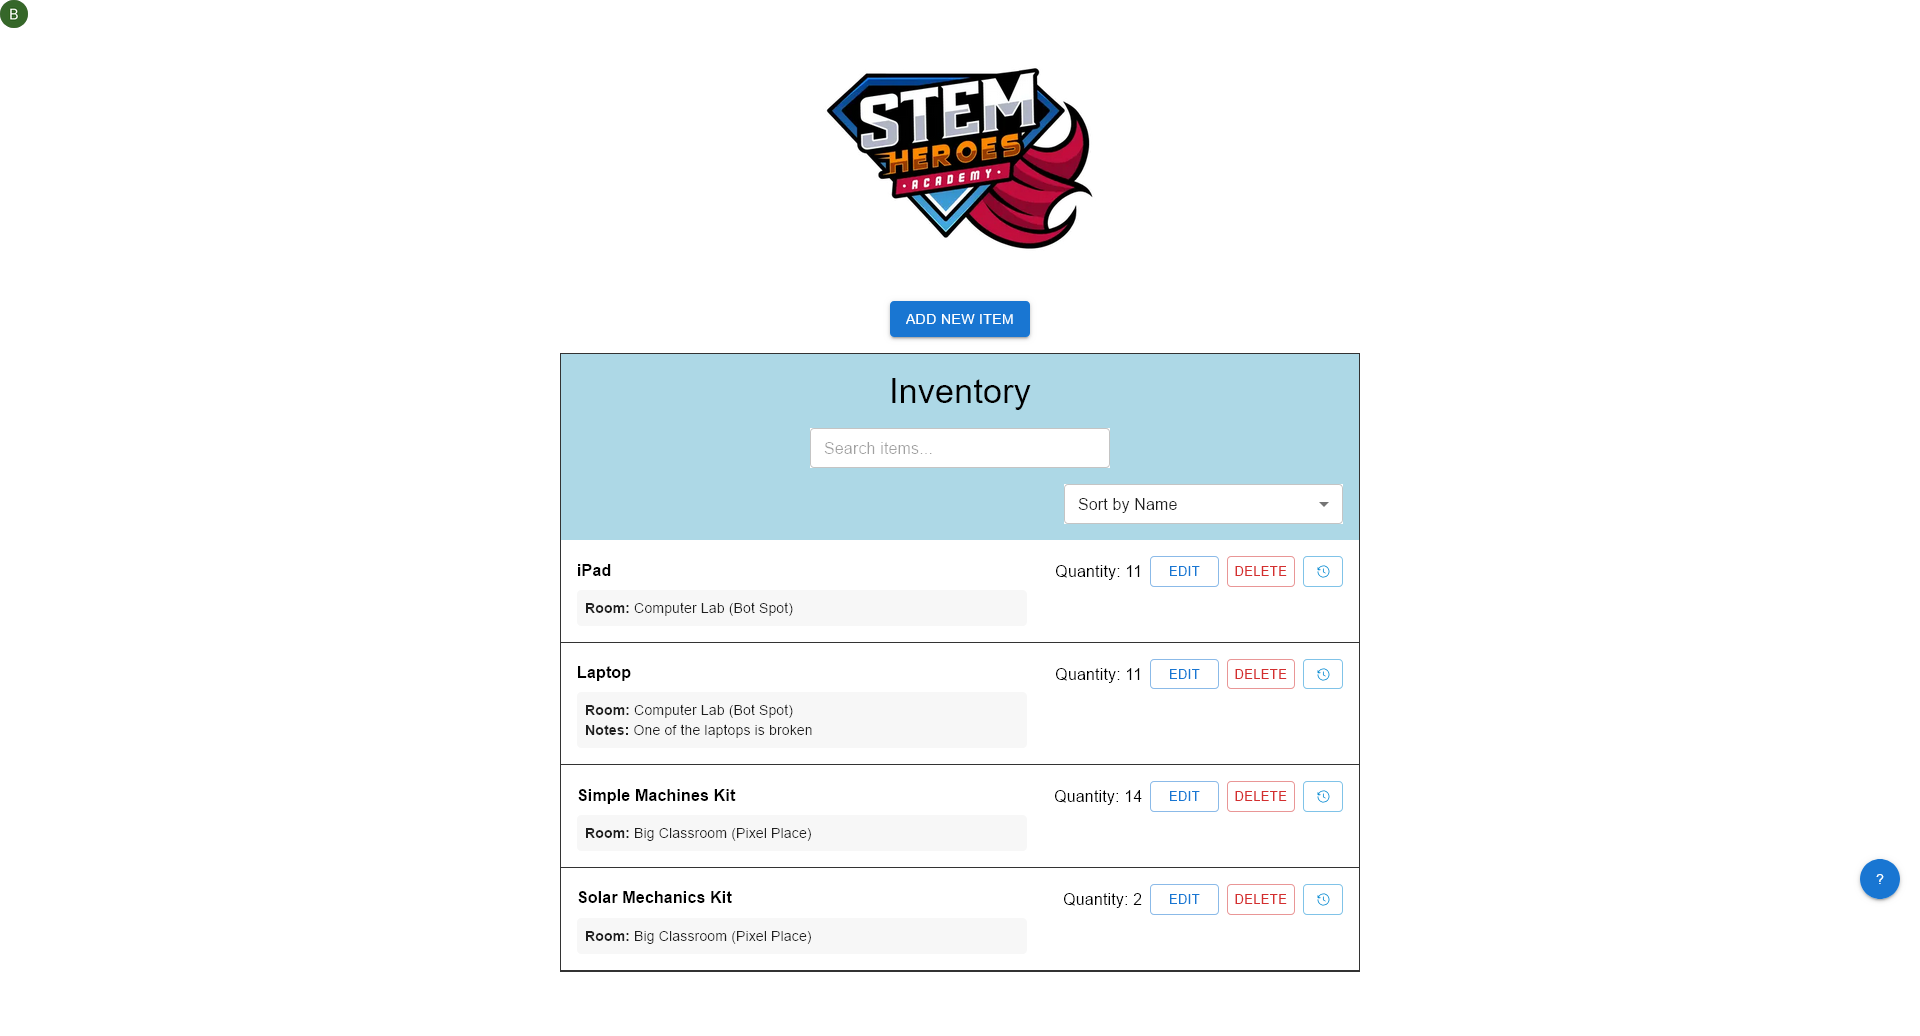 B
STEM
HEROES
· ACADEMY ·
ADD NEW ITEM
Inventory
Search items...
Sort by Name
iPad
Quantity: 11 EDIT DELETE
Room: Computer Lab (Bot Spot)
Laptop
Quantity: 11 EDIT DELETE
Room: Computer Lab (Bot Spot)
Notes: One of the laptops is broken
Simple Machines Kit
Quantity: 14 EDIT DELETE
Room: Big Classroom (Pixel Place)
?
Solar Mechanics Kit
Quantity: 2 EDIT DELETE
Room: Big Classroom (Pixel Place)